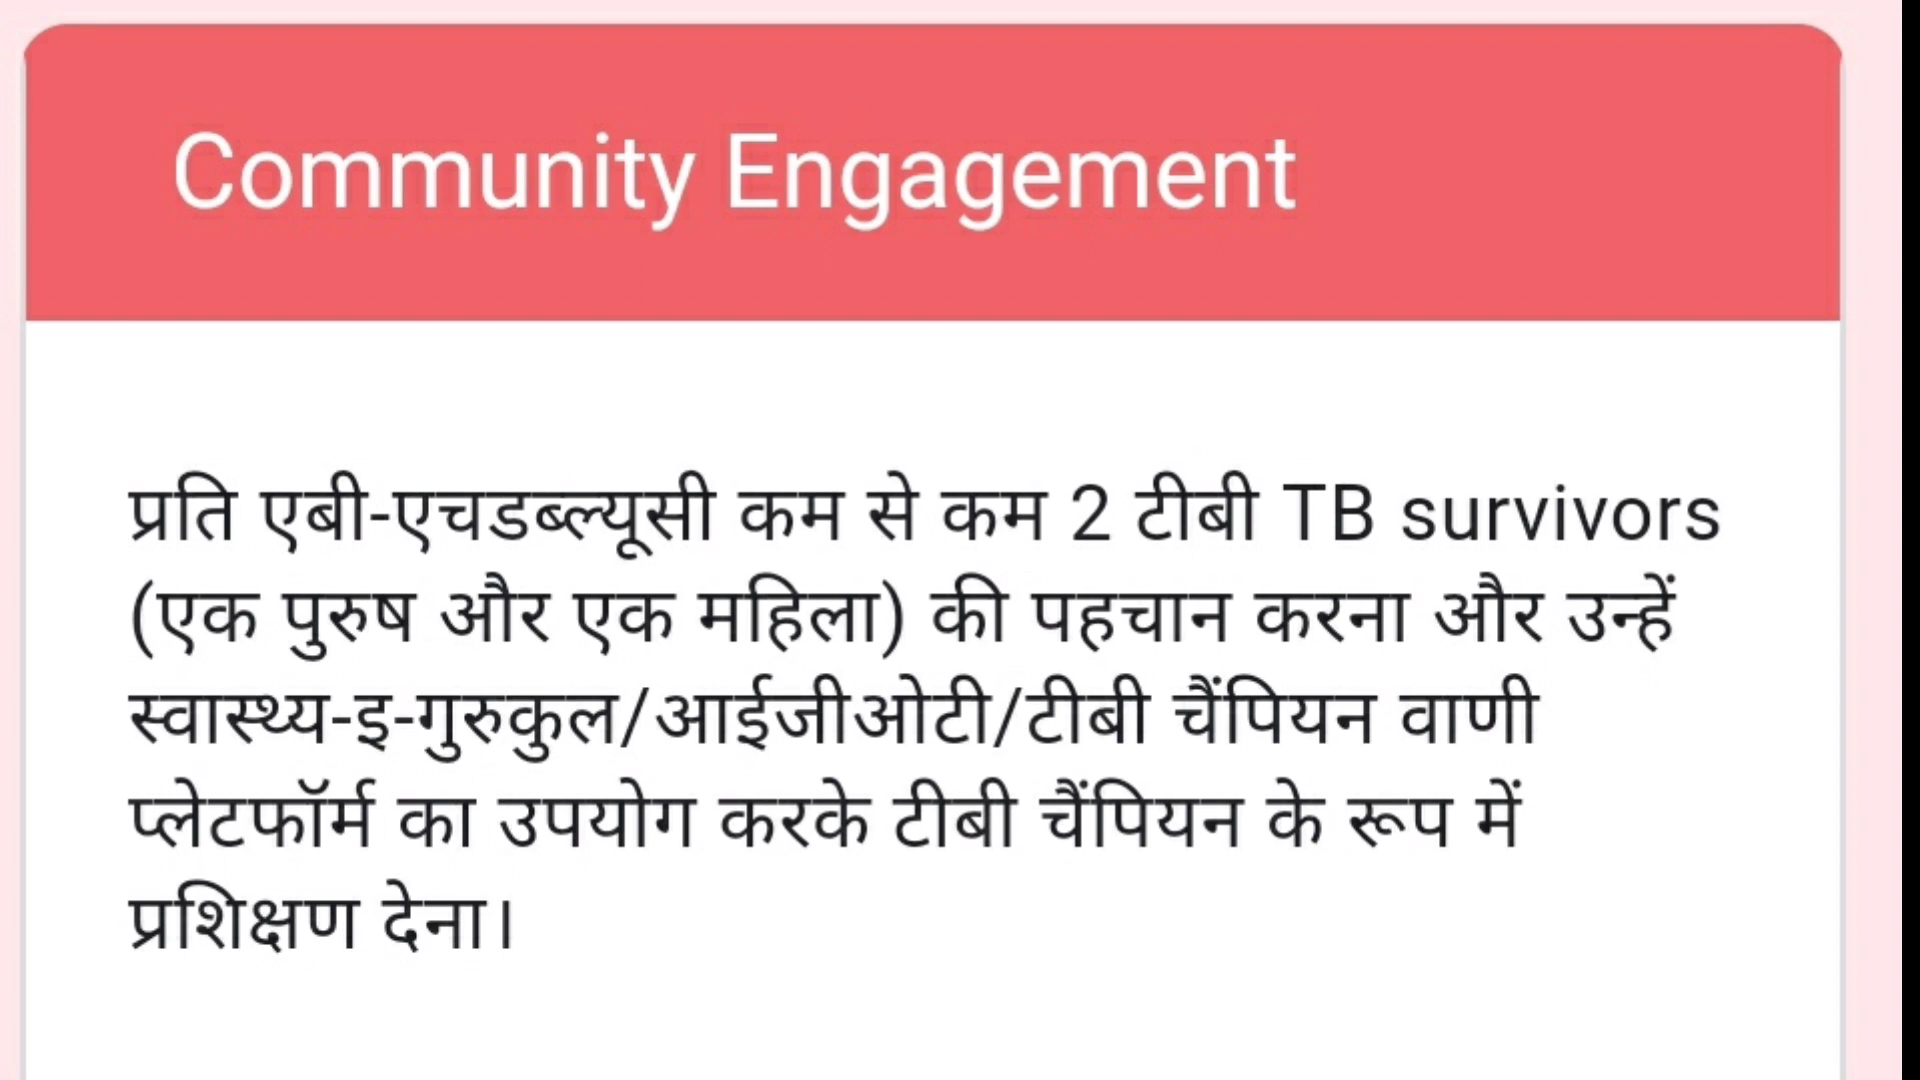 Community Engagement
प्रति एबी-एचडब्ल्यूसी कम से कम 2 टीबी TB survivors
(एक पुरुष और एक महिला) की पहचान करना और उन्हें
स्वास्थ्य-इ-गुरुकुल/आईजीओटी/टीबी चैंपियन वाणी
प्लेटफॉर्म का उपयोग करके टीबी चैंपियन के रूप में
प्रशिक्षण देना।